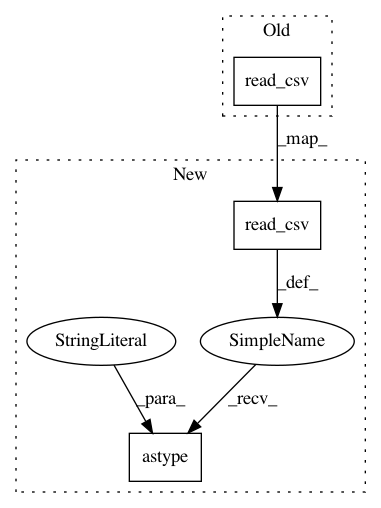 Old
read_csv
_map_
New
read_csv
_def_
StringLiteral
SimpleName
_para_
_recv_
astype